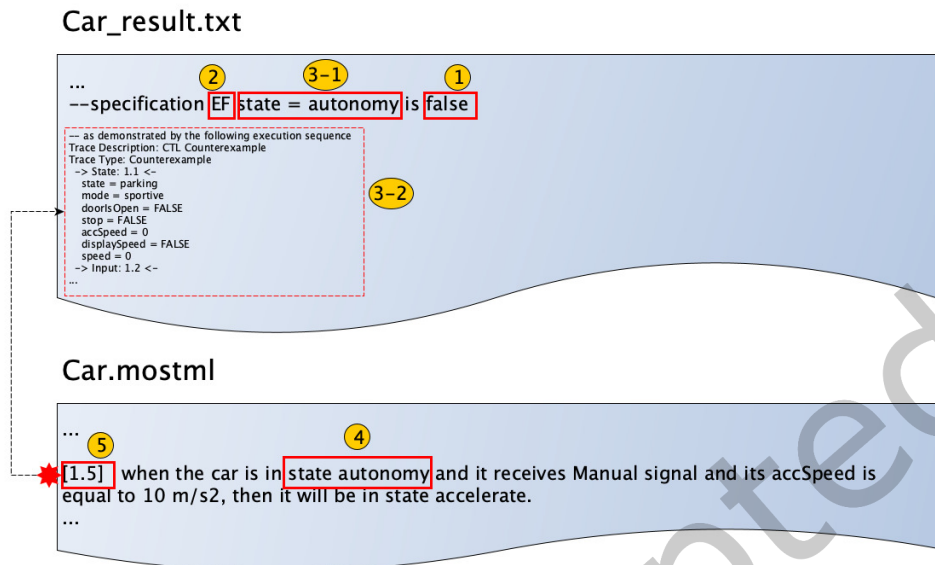 Car_result.txt
...
2 3-1 1
--specification EF state = autonomy is false
-- as demonstrated by the following execution sequence
Trace Description: CTL Counterexample
Trace Type: Counterexample
-> State: 1.1 <-
state = parking
mode = sportive
3-2
doorIsOpen = FALSE
stop = FALSE
accSpeed = 0
displaySpeed = FALSE
speed = 0
-> Input: 1.2 <-
...
Car.mostml
...
5 4
[1.5] when the car is in state autonomy and it receives Manual signal and its accSpeed is
equal to 10 m/s2, then it will be in state accelerate.
...